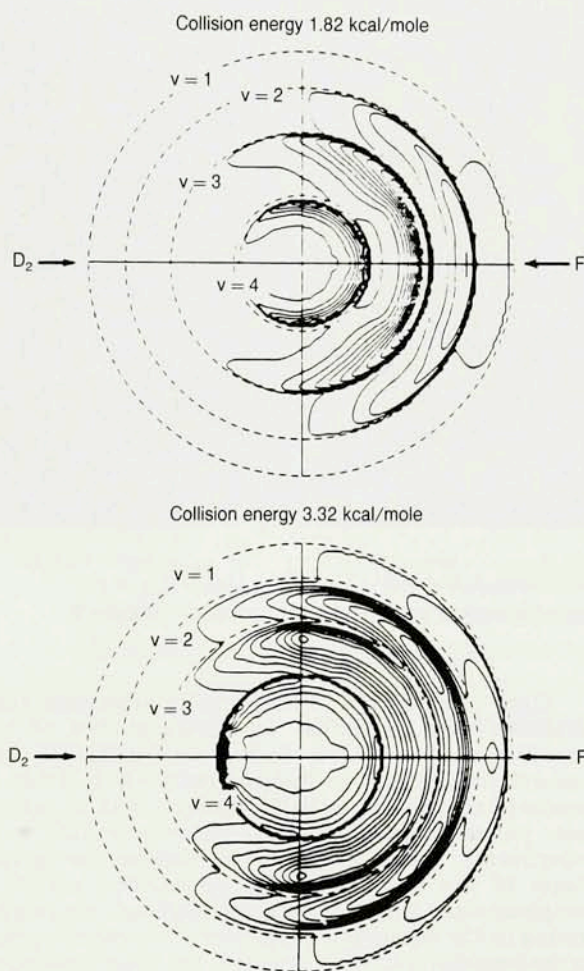 Collision energy 1.82 kcal/mole
v = 1
v = 2
v = 3
D₂
F
v = 4
Collision energy 3.32 kcal/mole
v = 1
v = 2
v = 3
D₂
F
v = 4